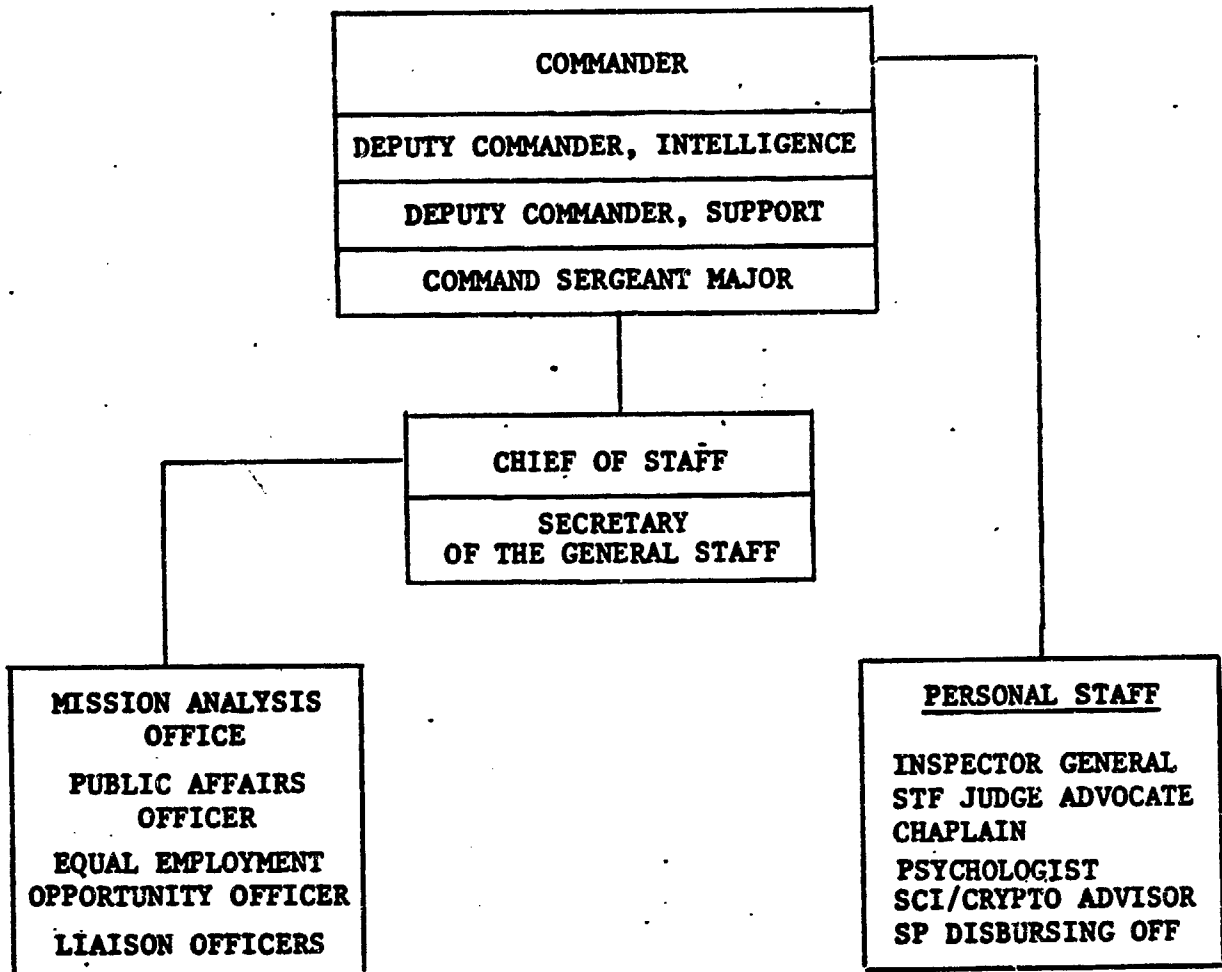 COMMANDER
DEPUTY COMMANDER, INTELLIGENCE
DEPUTY COMMANDER, SUPPORT
COMMAND SERGEANT MAJOR
CHIEF OF STAFF
SECRETARY
OF THE GENERAL STAFF
MISSION ANALYSIS
OFFICE
PUBLIC AFFAIRS
OFFICER
EQUAL EMPLOYMENT
OPPORTUNITY OFFICER
LIAISON OFFICERS
PERSONAL STAFF
INSPECTOR GENERAL
STF JUDGE ADVOCATE
CHAPLAIN
PSYCHOLOGIST
SCI/CRYPTO ADVISOR
SP DISBURSING OFF